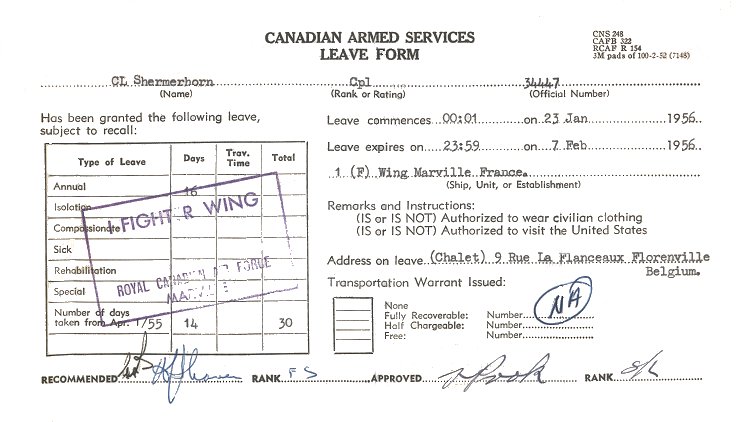 CANADIAN ARMED SERVICES
LEAVE FORM
CNS 248
CAFB 322
RCAF R 154
3M pads of 100-2-52 (7148)
CL Shermerhorn Cpl 34447
(Name) (Rank or Rating) (Official Number)
Has been granted the following leave,
subject to recall:
Leave commences 00:01 on 23 Jan 1956
Leave expires on 23:59 on 7 Feb 1956
1 (F) Wing Marville France.
(Ship, Unit, or Establishment)
Type of Leave Days Trav. Time Total
Annual 16
Isolation
Compassionate
Sick
Rehabilitation
Special
Number of days
taken from Apr. 1/55 14 30
1 FIGHTER WING
ROYAL CANADIAN AIR FORCE
MARVILLE
Remarks and Instructions:
(IS or IS NOT) Authorized to wear civilian clothing
(IS or IS NOT) Authorized to visit the United States
Address on leave (Chalet) 9 Rue La Flanceaux Florenville
Belgium.
Transportation Warrant Issued:
None
Fully Recoverable: Number
Half Chargeable: Number
Free: Number
NA
RECOMMENDED RANK FS APPROVED RANK